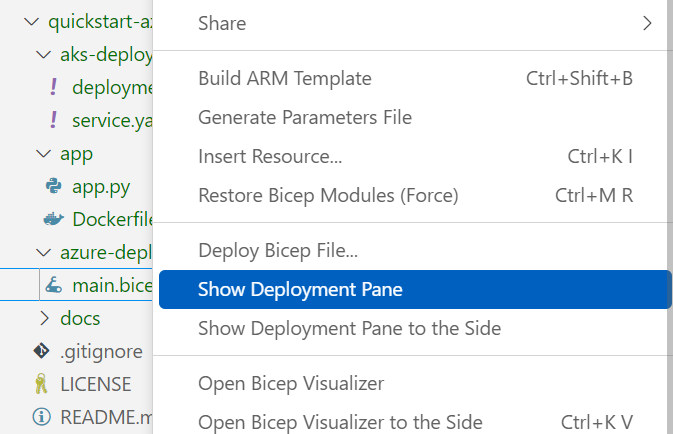 quickstart-az
aks-deploy
deployme
service.ya
app
app.py
Dockerfile
azure-depl
main.bice
docs
.gitignore
LICENSE
README.m
Share
Build ARM Template Ctrl+Shift+B
Generate Parameters File
Insert Resource... Ctrl+K I
Restore Bicep Modules (Force) Ctrl+M R
Deploy Bicep File...
Show Deployment Pane
Show Deployment Pane to the Side
Open Bicep Visualizer
Open Bicep Visualizer to the Side Ctrl+K V